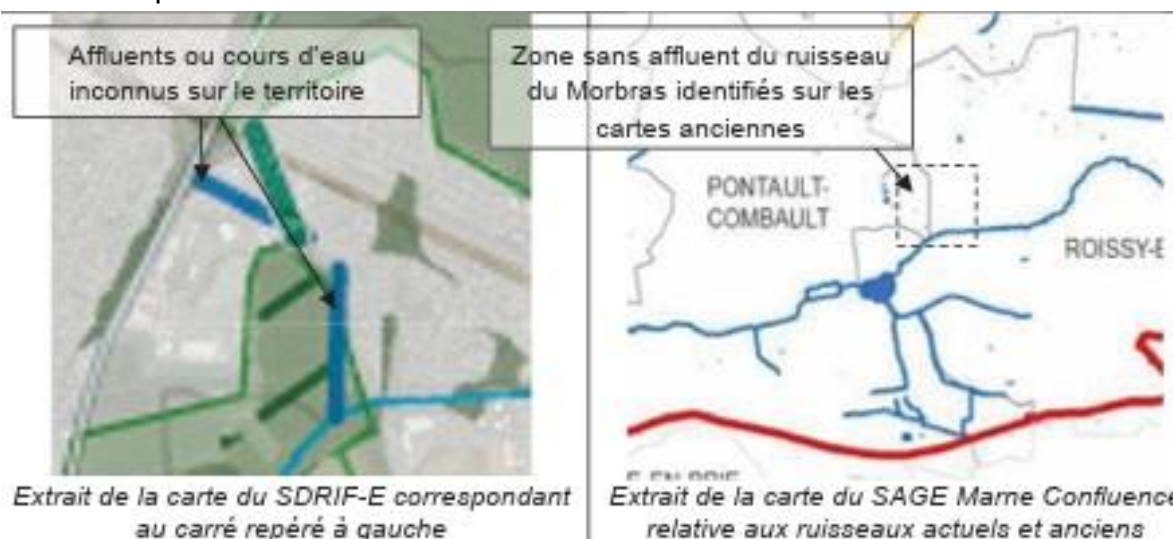 Affluents ou cours d'eau
inconnus sur le territoire
Zone sans affluent du ruisseau
du Morbras identifiés sur les
cartes anciennes
PONTAULT-
COMBAULT
ROISSY-E
Extrait de la carte du SDRIF-E correspondant
au carré repéré à gauche
Extrait de la carte du SAGE Marne Confluence
relative aux ruisseaux actuels et anciens